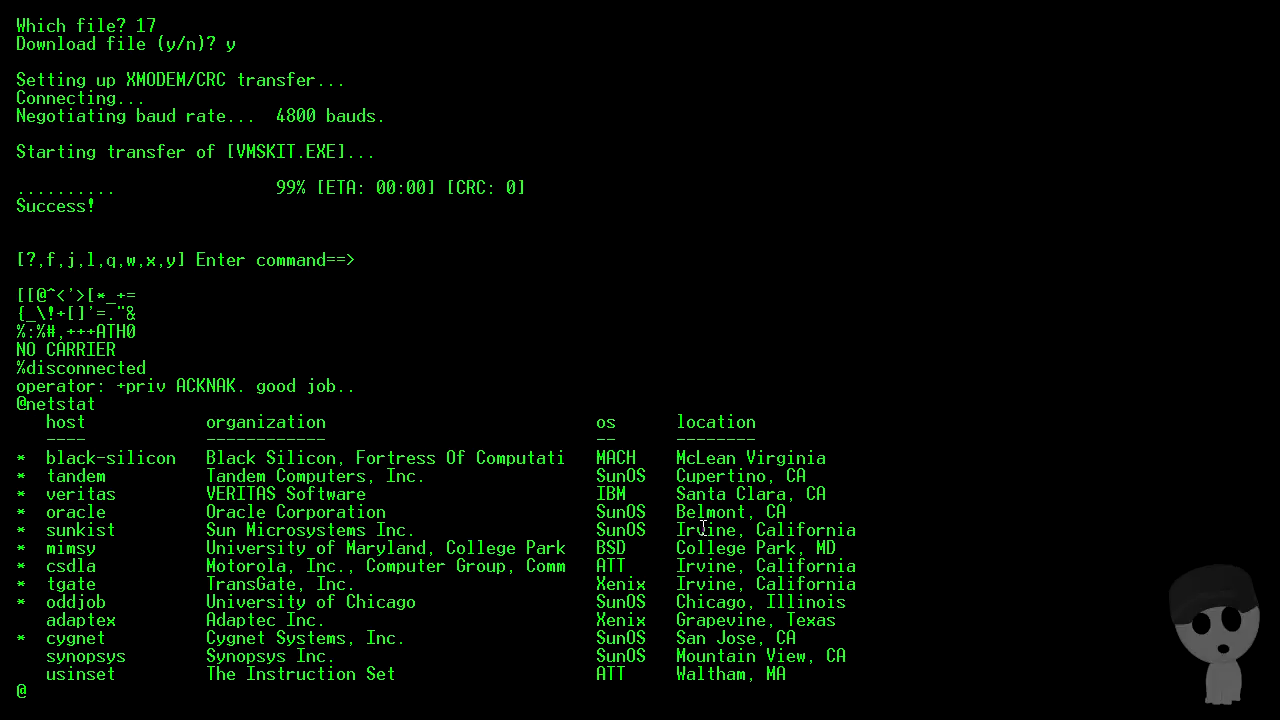 Which file? 17
Download file (y/n)? y
Setting up XMODEM/CRC transfer...
Connecting...
Negotiating baud rate...  4800 bauds.
Starting transfer of [VMSKIT.EXE]...
..........                99% [ETA: 00:00] [CRC: 0]
Success!
[?,f,j,l,q,w,x,y] Enter command==>
[[@^<'>[*_+=
{_\!+[]'=."&
%:%#,+++ATH0
NO CARRIER
%disconnected
operator: +priv ACKNAK. good job..
@netstat
   host            organization                           os      location
   ----            ------------                           --      --------
*  black-silicon   Black Silicon, Fortress Of Computati   MACH    McLean Virginia
*  tandem          Tandem Computers, Inc.                 SunOS   Cupertino, CA
*  veritas         VERITAS Software                       IBM     Santa Clara, CA
*  oracle          Oracle Corporation                     SunOS   Belmont, CA
*  sunkist         Sun Microsystems Inc.                  SunOS   Irvine, California
*  mimsy           University of Maryland, College Park   BSD     College Park, MD
*  csdla           Motorola, Inc., Computer Group, Comm   ATT     Irvine, California
*  tgate           TransGate, Inc.                        Xenix   Irvine, California
*  oddjob          University of Chicago                  SunOS   Chicago, Illinois
   adaptex         Adaptec Inc.                           Xenix   Grapevine, Texas
*  cygnet          Cygnet Systems, Inc.                   SunOS   San Jose, CA
   synopsys        Synopsys Inc.                          SunOS   Mountain View, CA
   usinset         The Instruction Set                    ATT     Waltham, MA
@